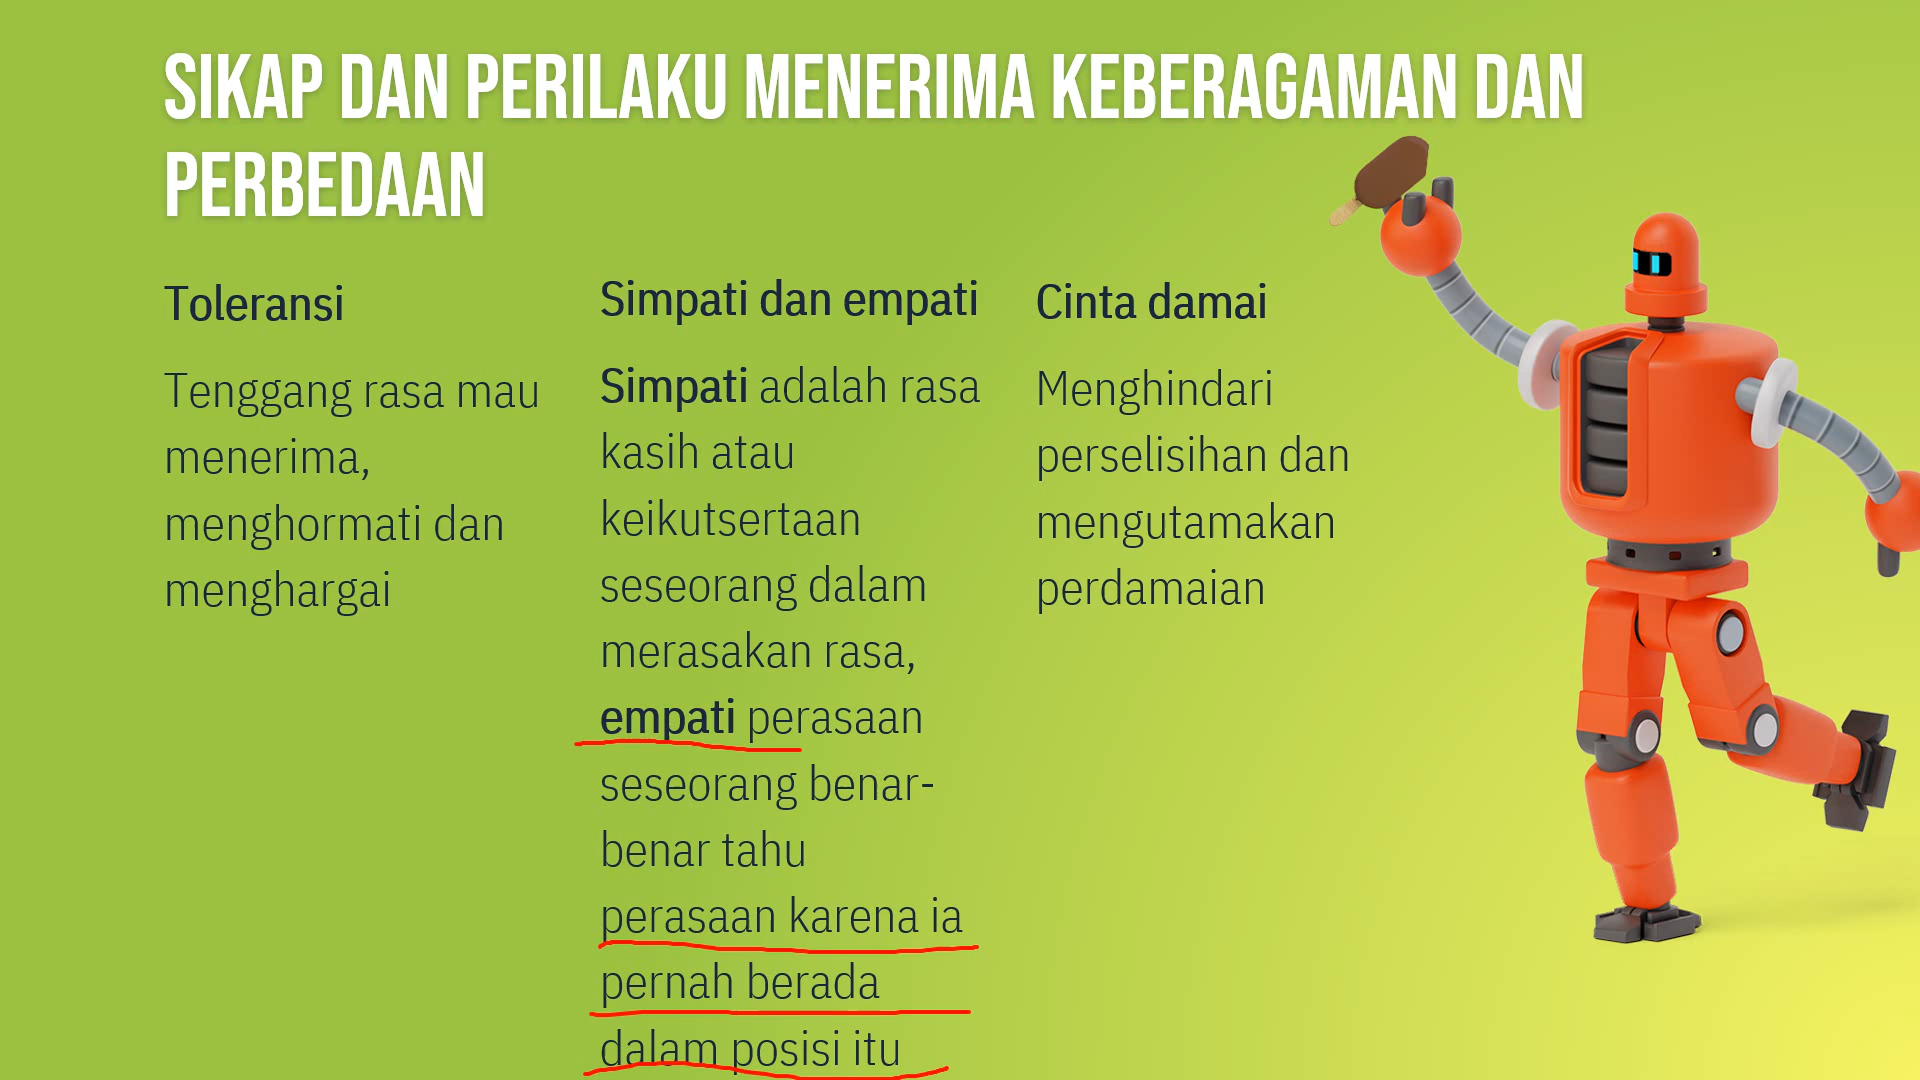 SIKAP DAN PERILAKU MENERIMA KEBERAGAMAN DAN
PERBEDAAN
Toleransi
Tenggang rasa mau
menerima,
menghormati dan
menghargai
Simpati dan empati
Simpati adalah rasa
kasih atau
keikutsertaan
seseorang dalam
merasakan rasa,
empati perasaan
seseorang benar-
benar tahu
perasaan karena ia
pernah berada
dalam posisi itu
Cinta damai
Menghindari
perselisihan dan
mengutamakan
perdamaian